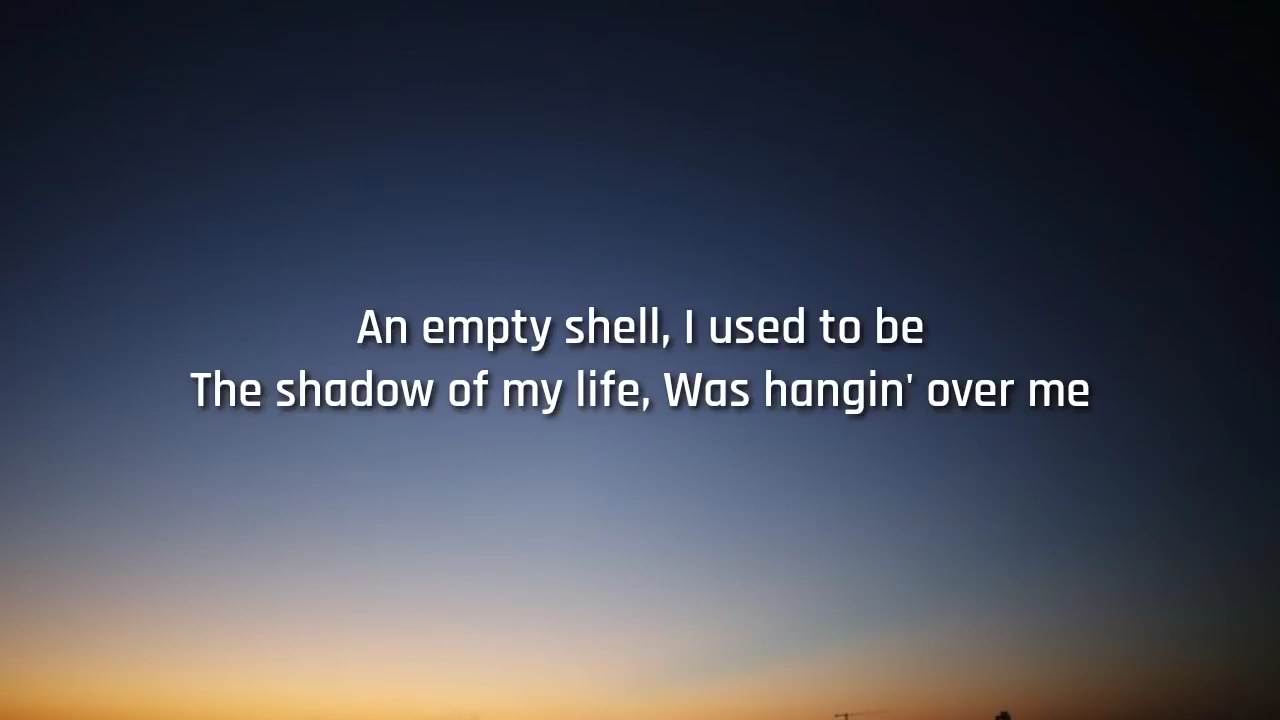 An empty shell, I used to be
The shadow of my life, Was hangin' over me